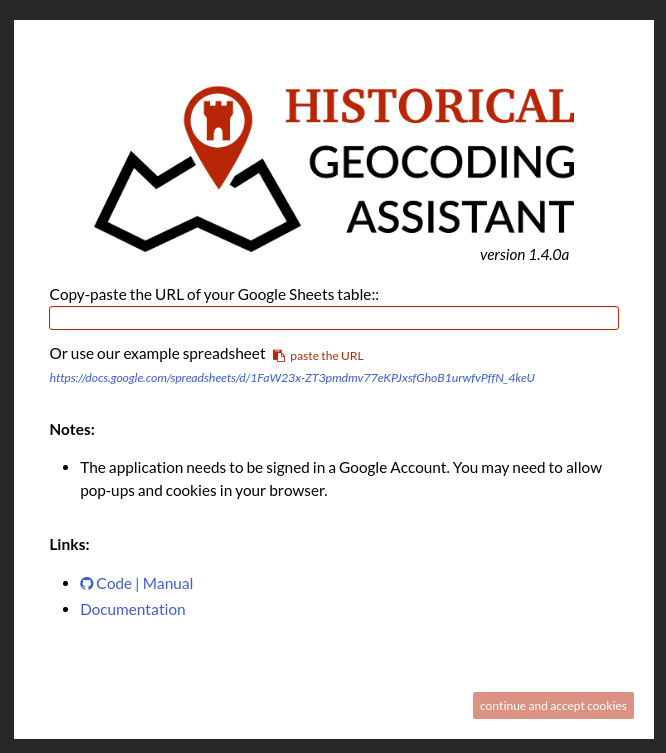 HISTORICAL
GEOCODING
ASSISTANT
version 1.4.0a
Copy-paste the URL of your Google Sheets table::
Or use our example spreadsheet paste the URL
https://docs.google.com/spreadsheets/d/1FaW23x-ZT3pmdmv77eKPJxsfGhoB1urwfvPffN_4keU
Notes:
• The application needs to be signed in a Google Account. You may need to allow
pop-ups and cookies in your browser.
Links:
• Code | Manual
• Documentation
continue and accept cookies